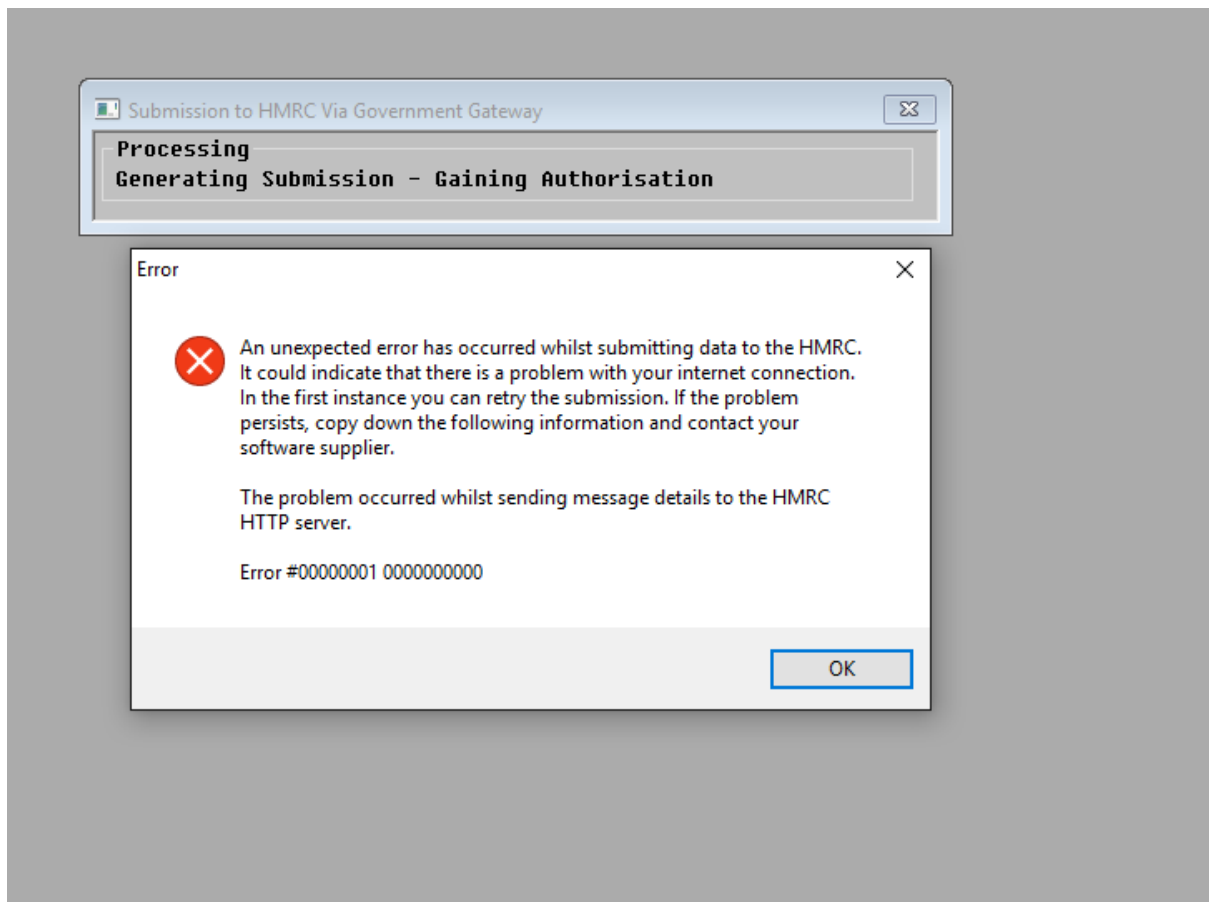 Submission to HMRC Via Government Gateway
Processing
Generating Submission - Gaining Authorisation
Error
An unexpected error has occurred whilst submitting data to the HMRC.
It could indicate that there is a problem with your internet connection.
In the first instance you can retry the submission. If the problem
persists, copy down the following information and contact your
software supplier.
The problem occurred whilst sending message details to the HMRC
HTTP server.
Error #00000001 0000000000
OK